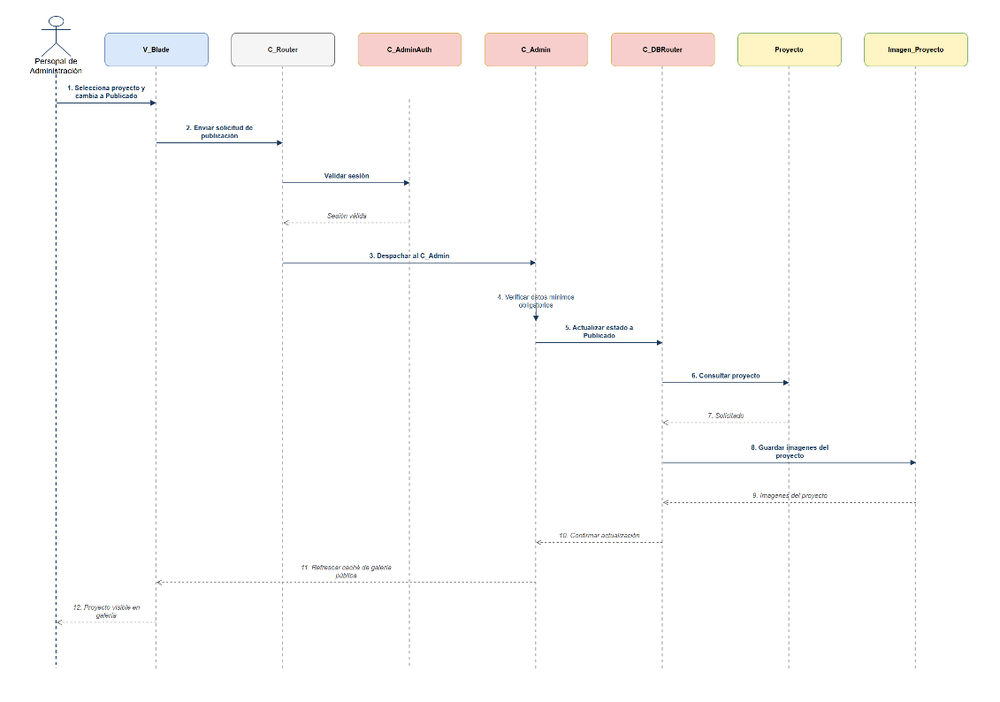 Personal de
Administración
V_Blade
C_Router
C_AdminAuth
C_Admin
C_DBRouter
Proyecto
Imagen_Proyecto
1. Selecciona proyecto y
cambia a Publicado
2. Enviar solicitud de
publicación
Validar sesión
Sesión válida
3. Despachar al C_Admin
4. Verificar datos mínimos
obligatorios
5. Actualizar estado a
Publicado
6. Consultar proyecto
7. Solicitado
8. Guardar imagenes del
proyecto
9. Imagenes del proyecto
10. Confirmar actualización
11. Refrescar caché de galería
pública
12. Proyecto visible en
galería